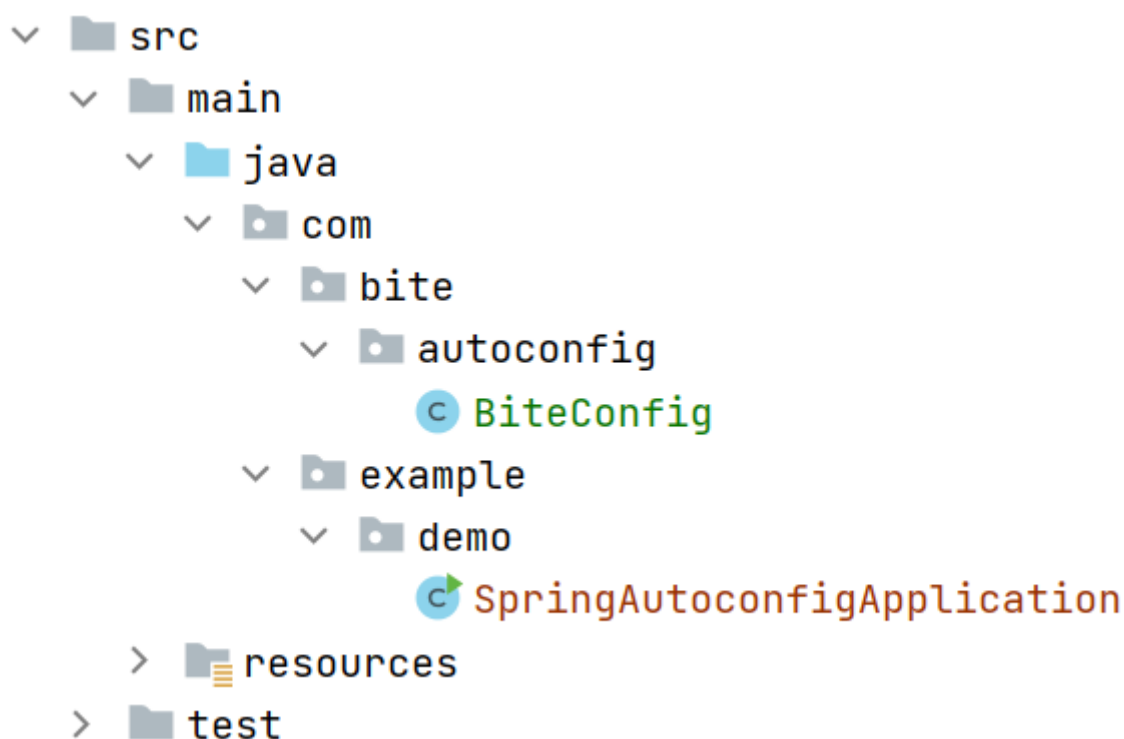 src
main
java
com
bite
autoconfig
BiteConfig
example
demo
SpringAutoconfigApplication
resources
test